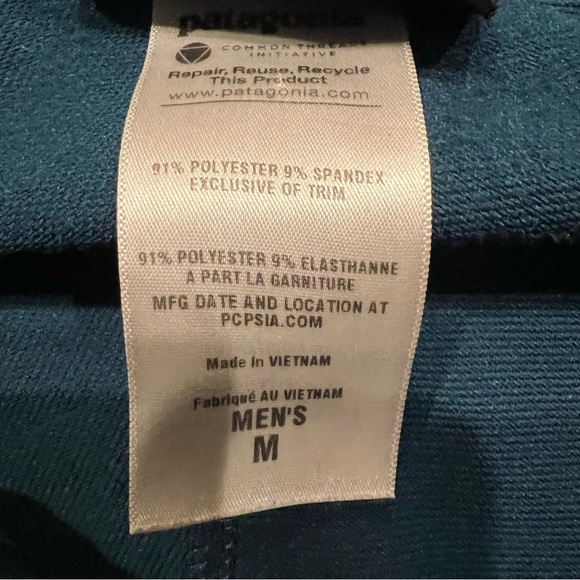 patagonia
COMMON THREADS
INITIATIVE
Repair, Reuse, Recycle
This Product
www.patagonia.com
91% POLYESTER 9% SPANDEX
EXCLUSIVE OF TRIM
91% POLYESTER 9% ELASTHANNE
A PART LA GARNITURE
MFG DATE AND LOCATION AT
PCPSIA.COM
Made in VIETNAM
Fabriqué AU VIETNAM
MEN'S
M